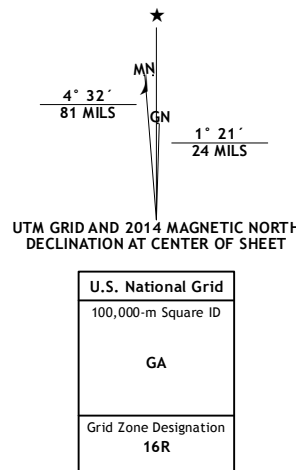 ★
MN
GN
4° 32´
81 MILS
1° 21´
24 MILS
UTM GRID AND 2014 MAGNETIC NORTH
DECLINATION AT CENTER OF SHEET
U.S. National Grid
100,000-m Square ID
GA
Grid Zone Designation
16R